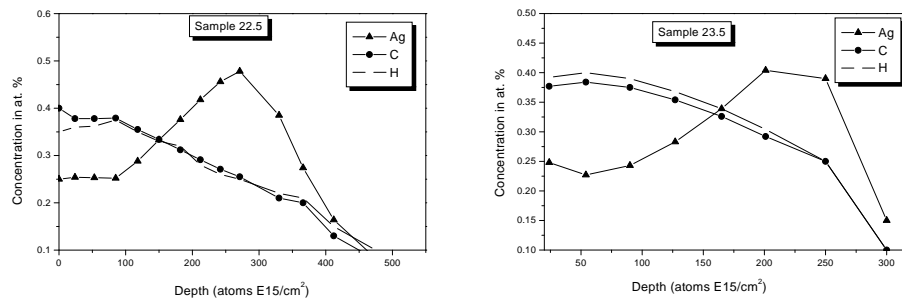 Sample 22.5
Ag
C
H
0.6
0.5
0.4
0.3
0.2
0.1
Concentration in at. %
0
100
200
300
400
500
Depth (atoms E15/cm²)
Sample 23.5
Ag
C
H
0.50
0.45
0.40
0.35
0.30
0.25
0.20
0.15
0.10
Concentration in at. %
50
100
150
200
250
300
Depth (atoms E15/cm²)